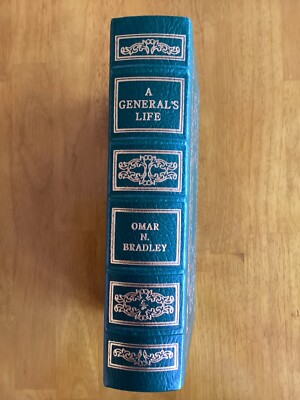 A
GENERAL'S
LIFE
OMAR
N.
BRADLEY